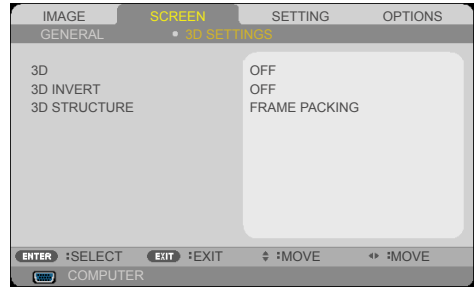 IMAGE SCREEN SETTING OPTIONS
GENERAL • 3D SETTINGS
3D OFF
3D INVERT OFF
3D STRUCTURE FRAME PACKING
ENTER :SELECT EXIT :EXIT :MOVE :MOVE
COMPUTER